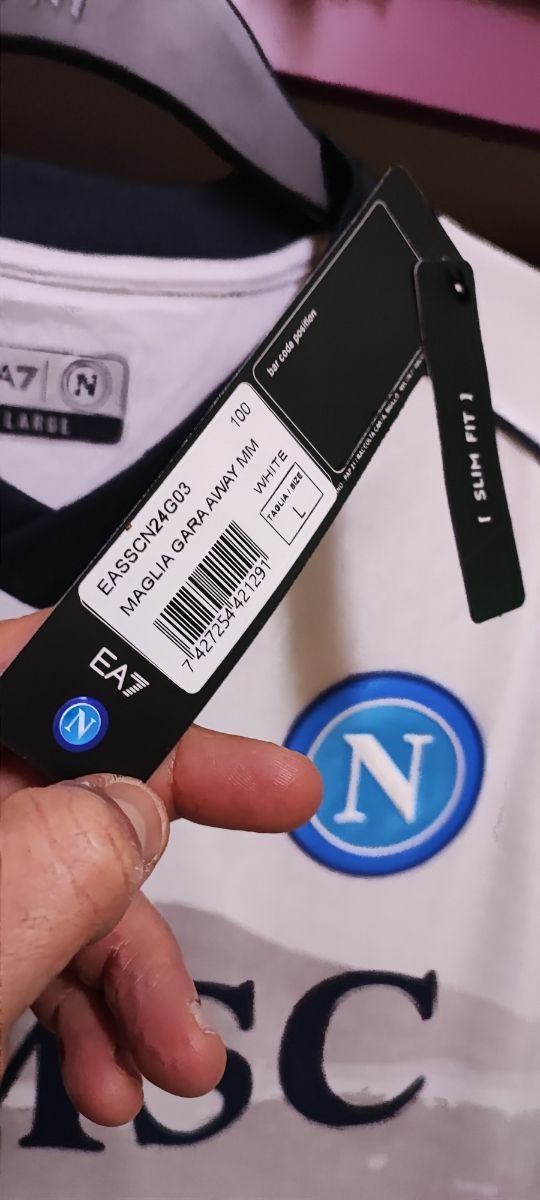 A7 N
LARGE
bar code position
[ SLIM FIT ]
100
EASSCN24G03
MAGLIA GARA AWAY MM
WHITE
TAGLIA / SIZE
L
7 427254 421291
EA7
N
N
MSC